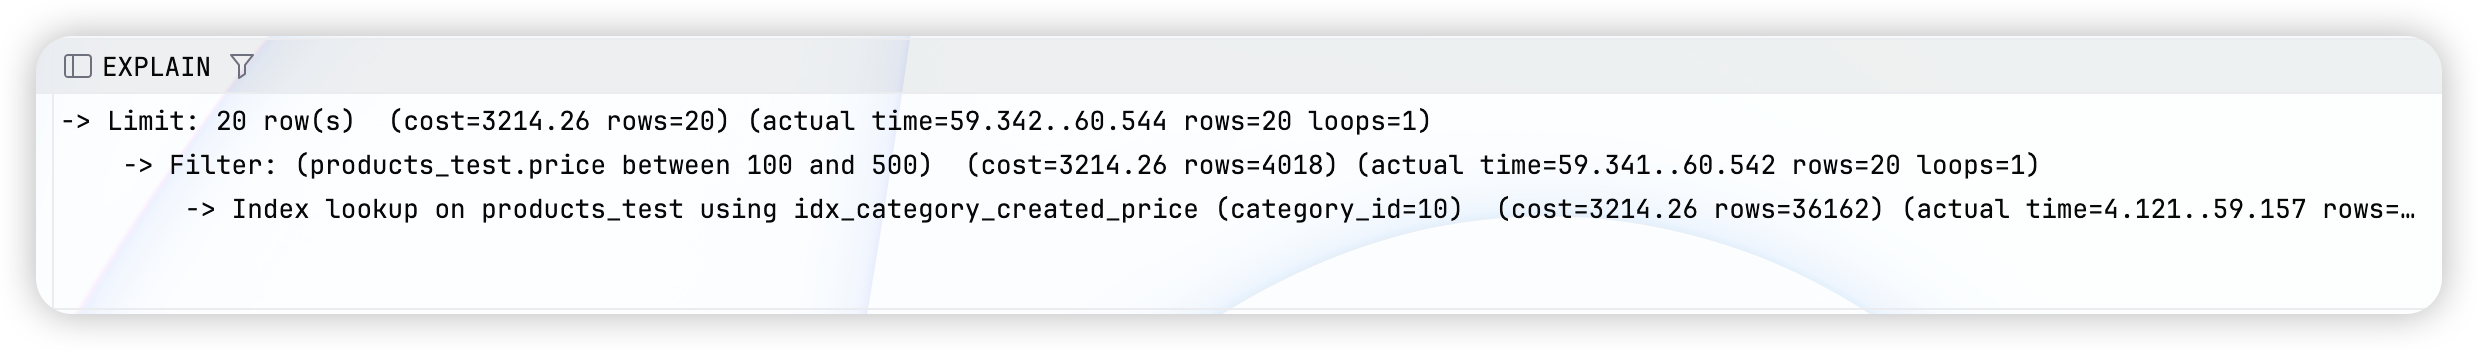 EXPLAIN
-> Limit: 20 row(s)  (cost=3214.26 rows=20) (actual time=59.342..60.544 rows=20 loops=1)
-> Filter: (products_test.price between 100 and 500)  (cost=3214.26 rows=4018) (actual time=59.341..60.542 rows=20 loops=1)
-> Index lookup on products_test using idx_category_created_price (category_id=10)  (cost=3214.26 rows=36162) (actual time=4.121..59.157 rows=…